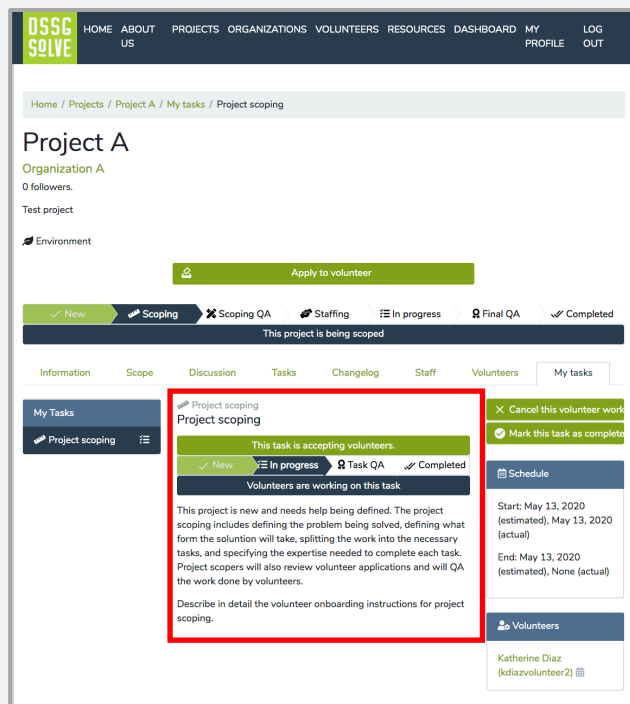 DSSG
SOLVE
HOME
ABOUT
US
PROJECTS
ORGANIZATIONS
VOLUNTEERS
RESOURCES
DASHBOARD
MY
PROFILE
LOG
OUT
Home / Projects / Project A / My tasks / Project scoping
Project A
Organization A
0 followers.
Test project
Environment
Apply to volunteer
New
Scoping
Scoping QA
Staffing
In progress
Final QA
Completed
This project is being scoped
Information
Scope
Discussion
Tasks
Changelog
Staff
Volunteers
My tasks
My Tasks
Project scoping
Project scoping
Project scoping
This task is accepting volunteers.
New
In progress
Task QA
Completed
Volunteers are working on this task
This project is new and needs help being defined. The project
scoping includes defining the problem being solved, defining what
form the soluntion will take, splitting the work into the necessary
tasks, and specifying the expertise needed to complete each task.
Project scopers will also review volunteer applications and will QA
the work done by volunteers.
Describe in detail the volunteer onboarding instructions for project
scoping.
Cancel this volunteer work
Mark this task as complete
Schedule
Start: May 13, 2020
(estimated), May 13, 2020
(actual)
End: May 13, 2020
(estimated), None (actual)
Volunteers
Katherine Diaz
(kdiazvolunteer2)